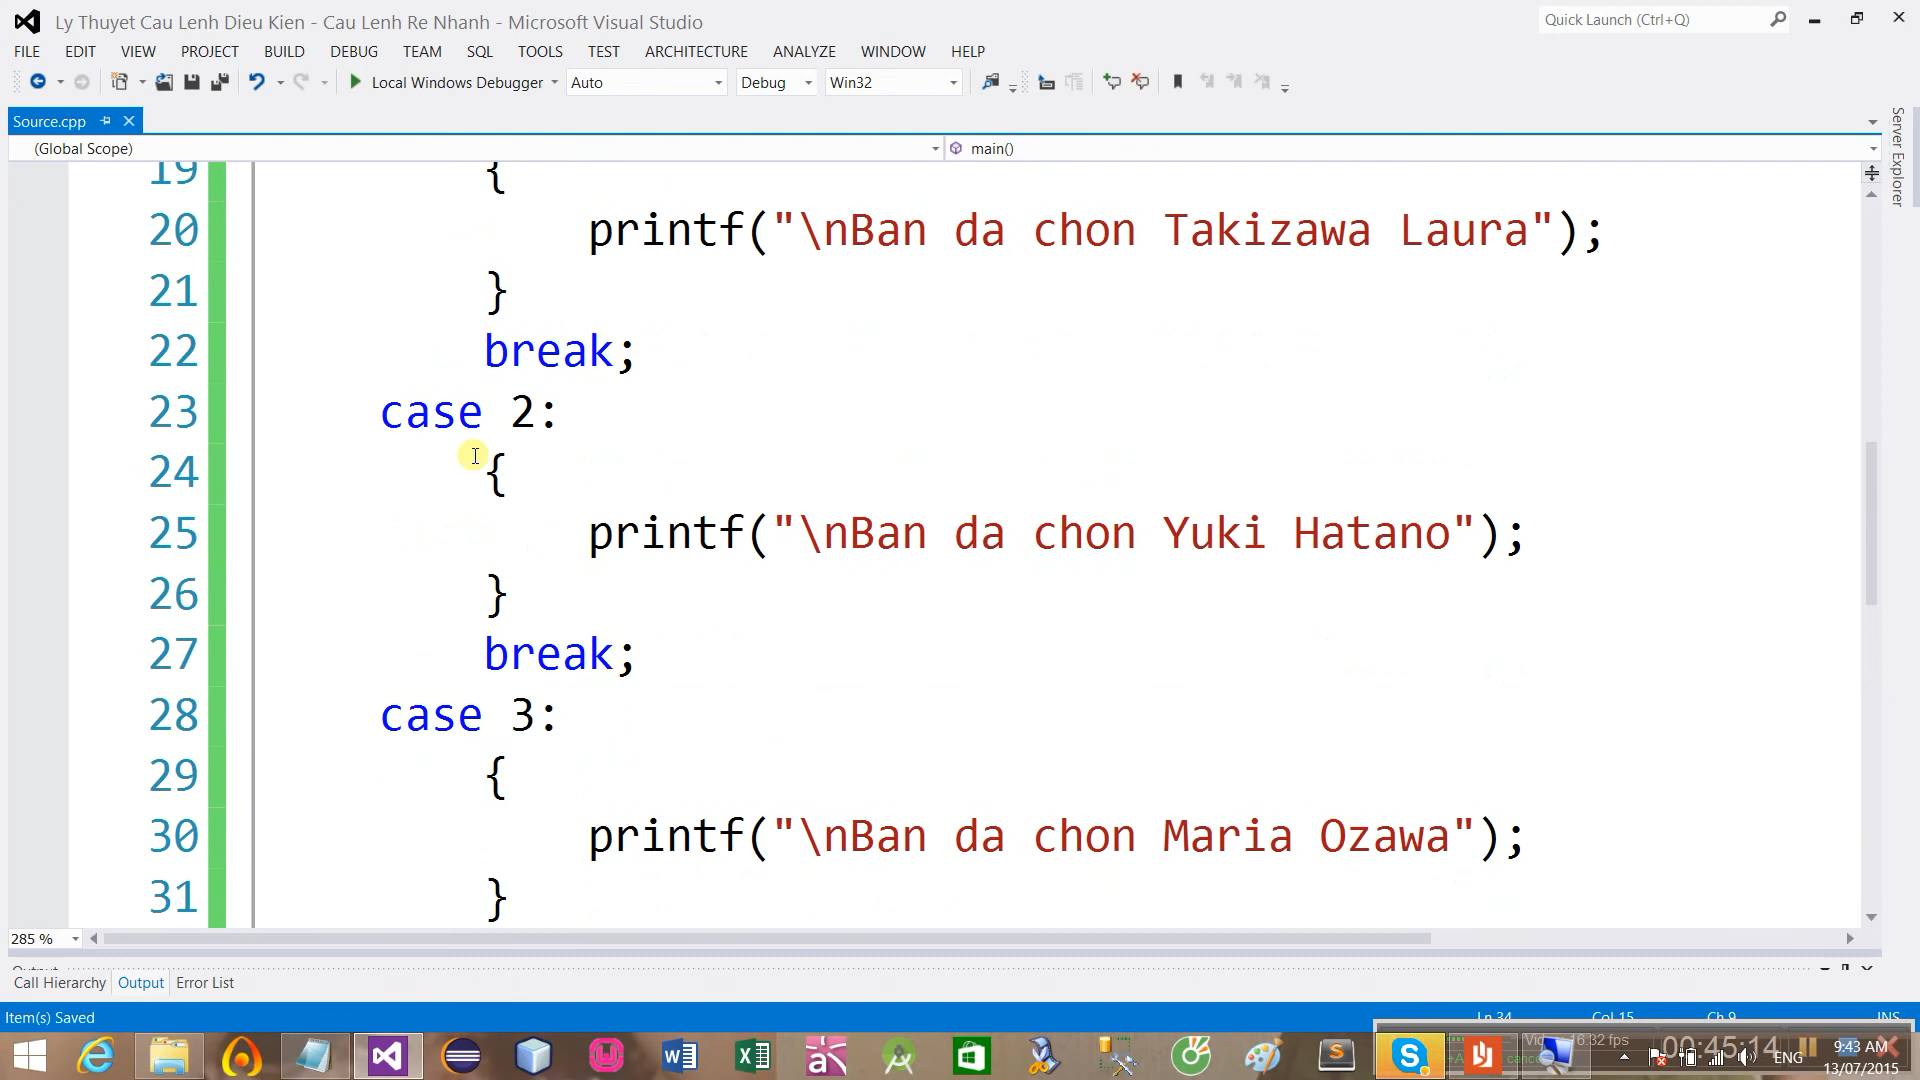 Ly Thuyet Cau Lenh Dieu Kien - Cau Lenh Re Nhanh - Microsoft Visual Studio
Quick Launch (Ctrl+Q)
FILE EDIT VIEW PROJECT BUILD DEBUG TEAM SQL TOOLS TEST ARCHITECTURE ANALYZE WINDOW HELP
Local Windows Debugger Auto Debug Win32
Source.cpp
(Global Scope) main()
Server Explorer
19 {
20 printf("\nBan da chon Takizawa Laura");
21 }
22 break;
23 case 2:
24 {
25 printf("\nBan da chon Yuki Hatano");
26 }
27 break;
28 case 3:
29 {
30 printf("\nBan da chon Maria Ozawa");
31 }
285 %
Call Hierarchy Output Error List
Item(s) Saved Ln 34 Col 15 Ch 9 INS
00:45:14
ENG
9:43 AM
13/07/2015